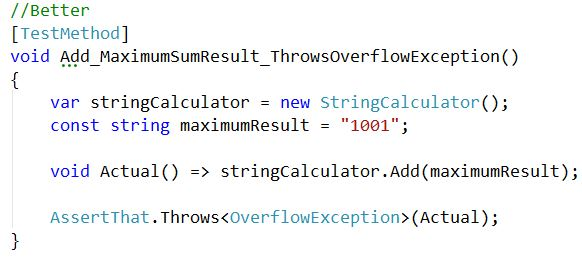 //Better
[TestMethod]
void Add_MaximumSumResult_ThrowsOverflowException()
{
    var stringCalculator = new StringCalculator();
    const string maximumResult = "1001";

    void Actual() => stringCalculator.Add(maximumResult);

    AssertThat.Throws<OverflowException>(Actual);
}